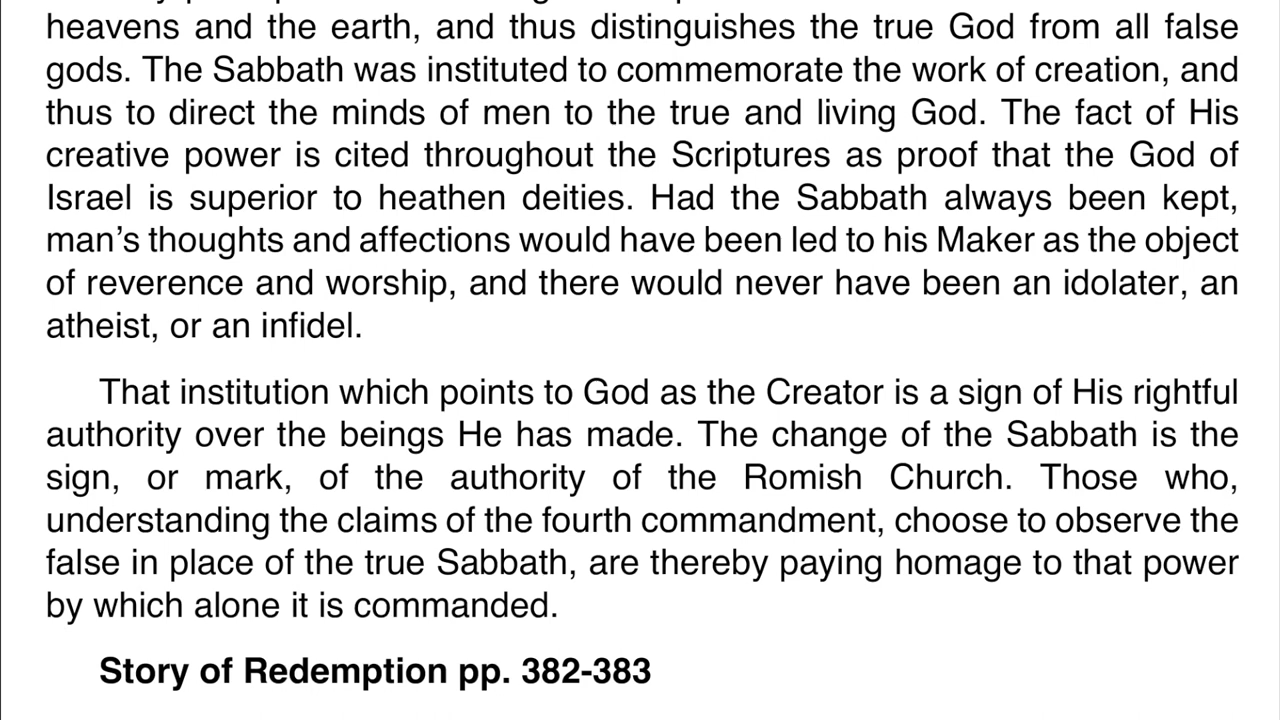 heavens and the earth, and thus distinguishes the true God from all false
gods. The Sabbath was instituted to commemorate the work of creation, and
thus to direct the minds of men to the true and living God. The fact of His
creative power is cited throughout the Scriptures as proof that the God of
Israel is superior to heathen deities. Had the Sabbath always been kept,
man’s thoughts and affections would have been led to his Maker as the object
of reverence and worship, and there would never have been an idolater, an
atheist, or an infidel.
That institution which points to God as the Creator is a sign of His rightful
authority over the beings He has made. The change of the Sabbath is the
sign, or mark, of the authority of the Romish Church. Those who,
understanding the claims of the fourth commandment, choose to observe the
false in place of the true Sabbath, are thereby paying homage to that power
by which alone it is commanded.
Story of Redemption pp. 382-383